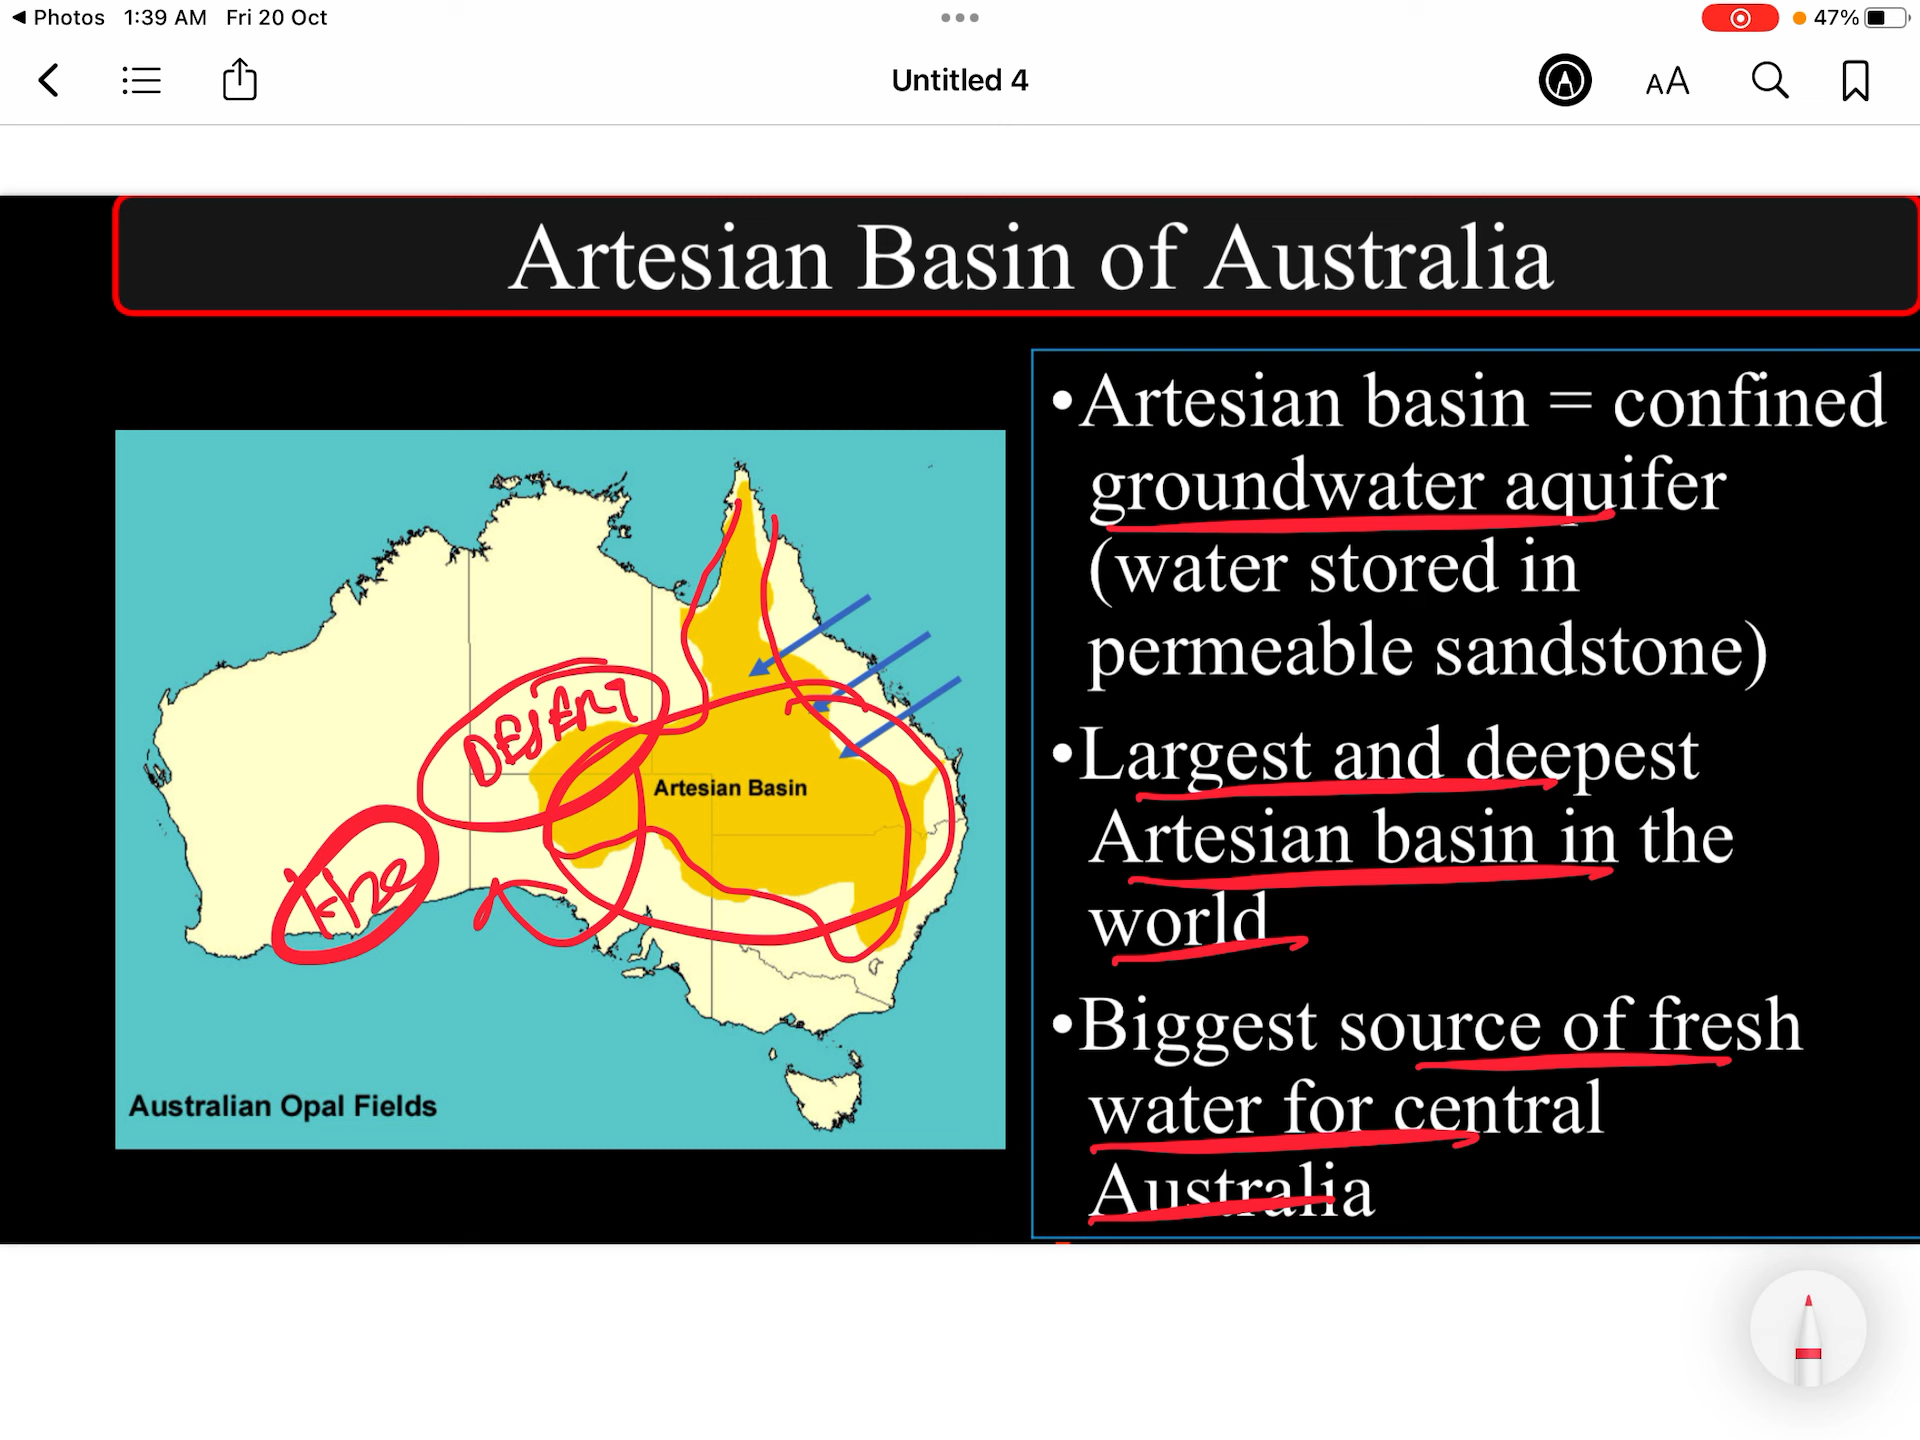 Photos 1:39 AM Fri 20 Oct
47%
Untitled 4
AA
Artesian Basin of Australia
•Artesian basin = confined
groundwater aquifer
(water stored in
permeable sandstone)
•Largest and deepest
Artesian basin in the
world
•Biggest source of fresh
water for central
Australia
DESERT
Artesian Basin
Australian Opal Fields